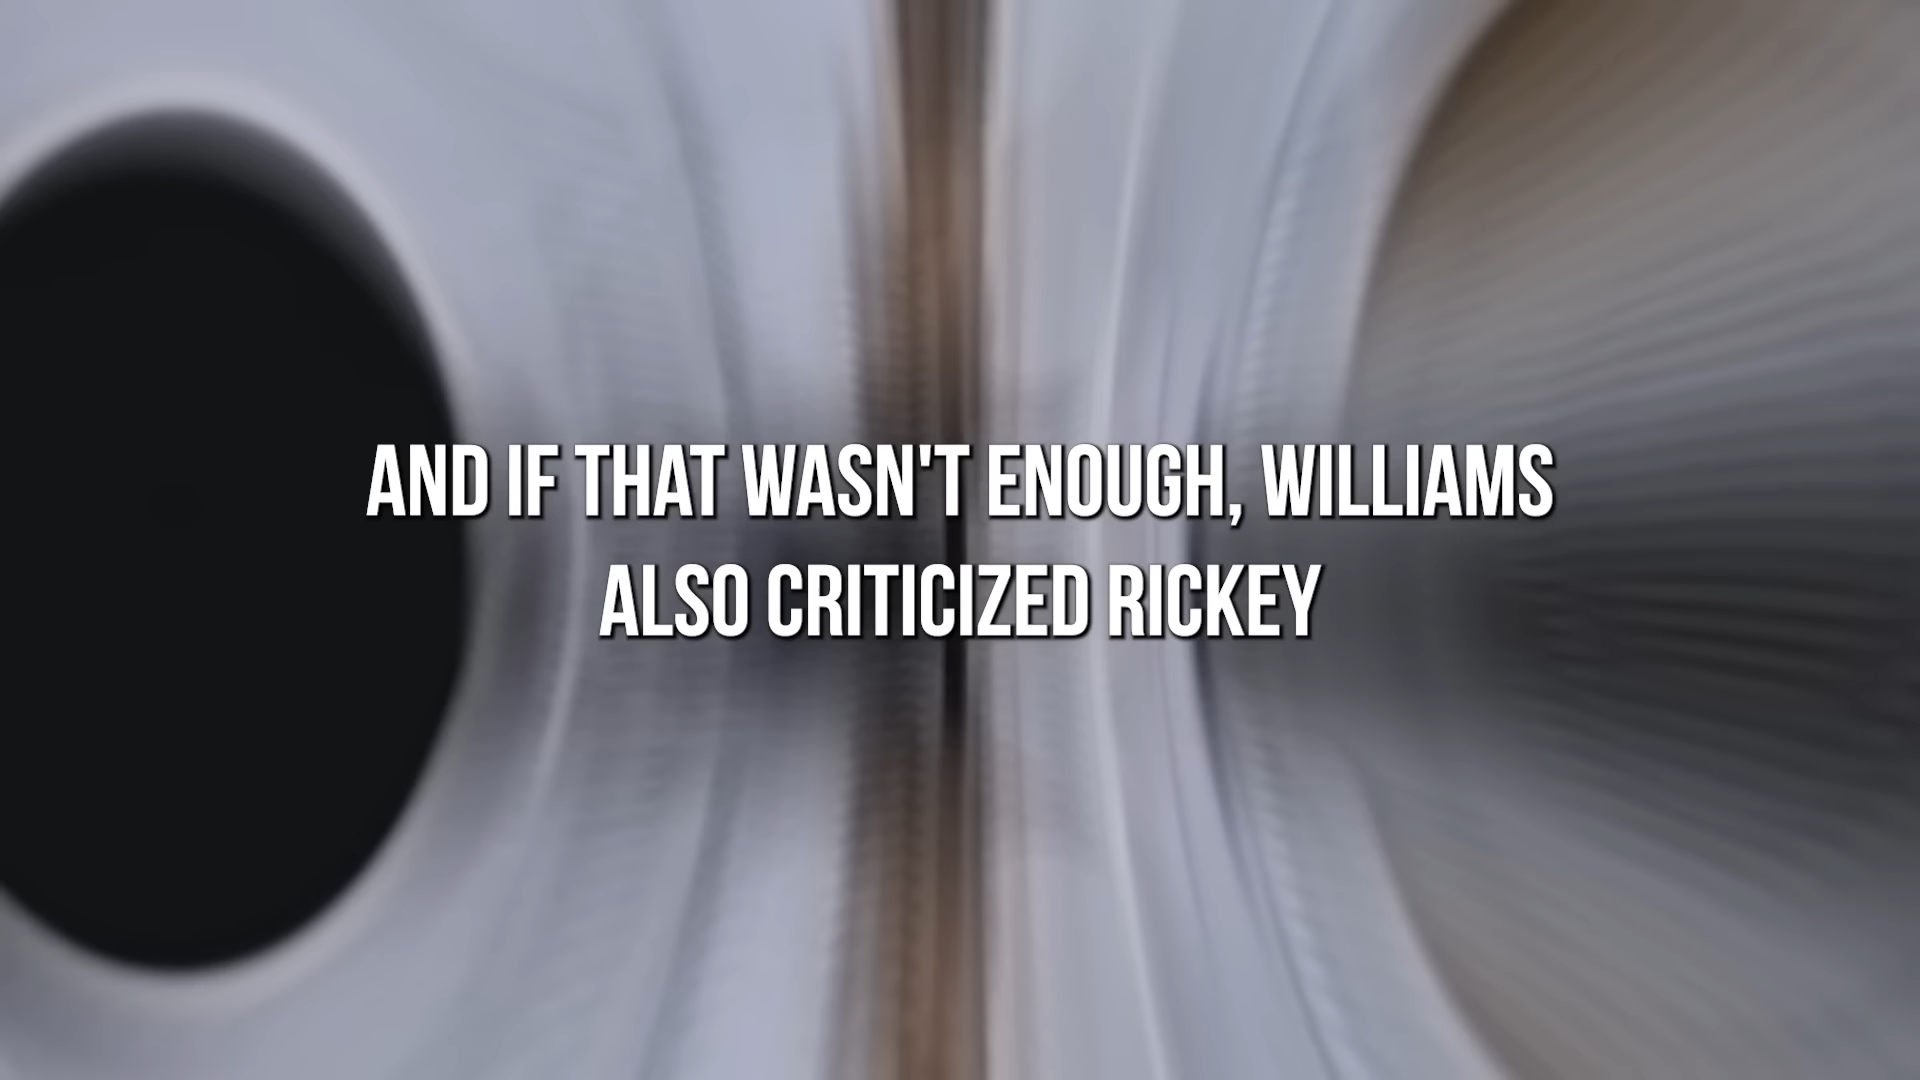 AND IF THAT WASN'T ENOUGH, WILLIAMS
ALSO CRITICIZED RICKEY